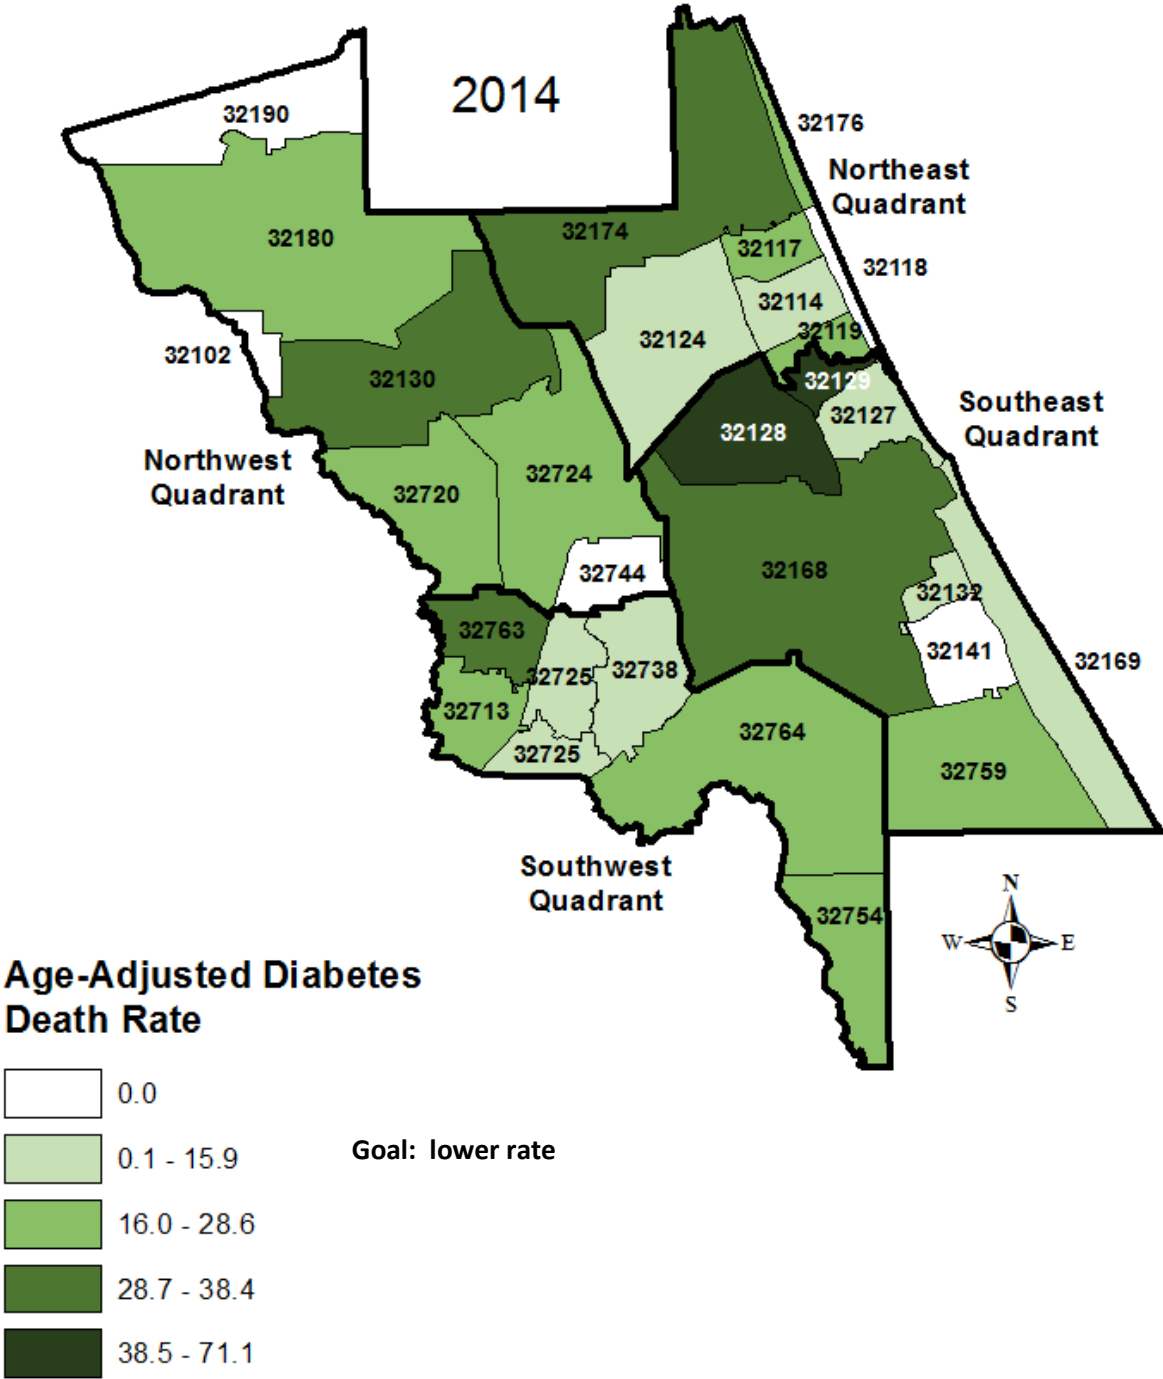 2014
32190
32176
Northeast
Quadrant
32180
32174
32117
32118
32114
32119
32124
32102
32130
32129
32127
Southeast
Quadrant
32128
Northwest
Quadrant
32724
32720
32744
32168
32132
32763
32141
32169
32725
32738
32713
32764
32725
32759
Southwest
Quadrant
32754
N
W
E
S
Age-Adjusted Diabetes
Death Rate
0.0
0.1 - 15.9
Goal:  lower rate
16.0 - 28.6
28.7 - 38.4
38.5 - 71.1